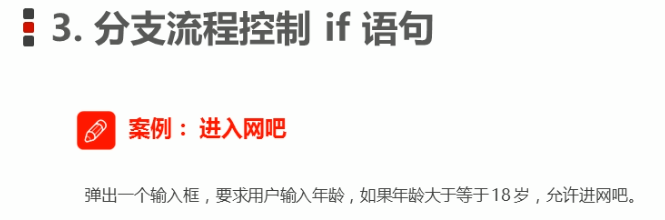 3. 分支流程控制 if 语句
案例：进入网吧
弹出一个输入框，要求用户输入年龄，如果年龄大于等于18岁，允许进网吧。